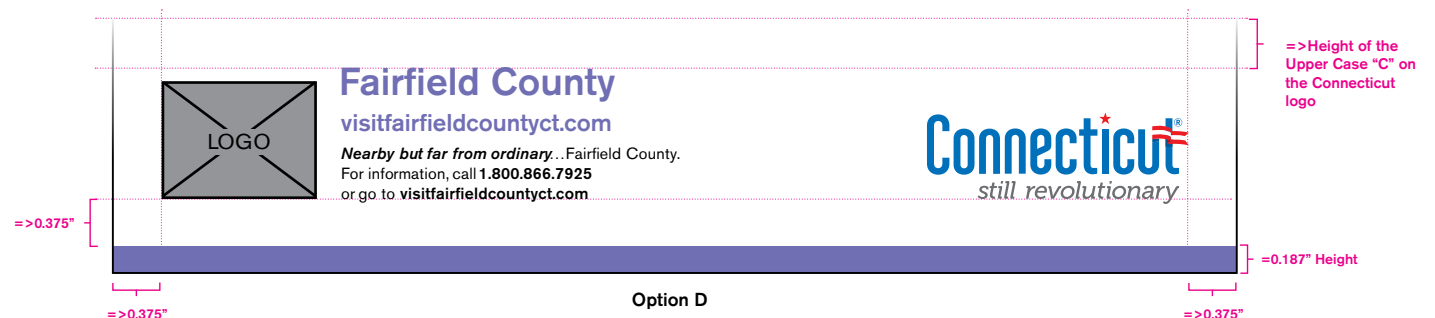 =>Height of the
Upper Case “C” on
the Connecticut
logo
Fairfield County
visitfairfieldcountyct.com
LOGO
Nearby but far from ordinary…Fairfield County.
For information, call 1.800.866.7925
or go to visitfairfieldcountyct.com
Connecticut®
still revolutionary
=>0.375”
=0.187” Height
Option D
=>0.375”
=>0.375”